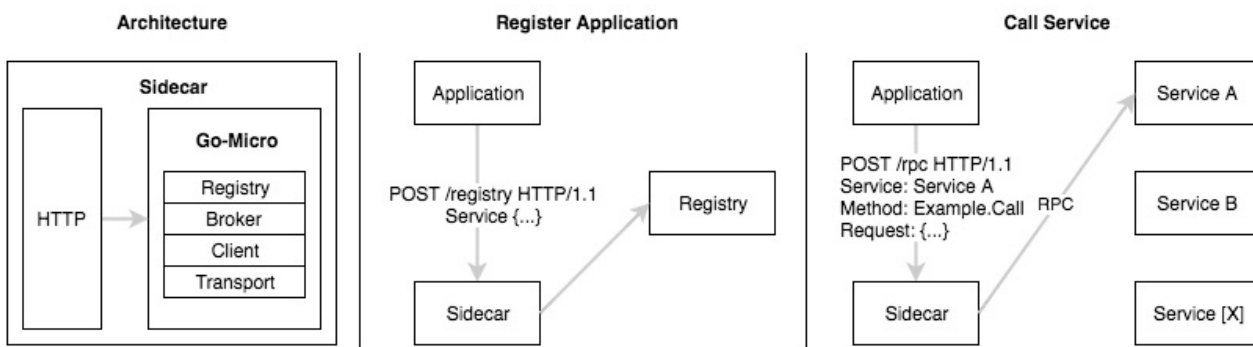 Architecture
Sidecar
HTTP
Go-Micro
Registry
Broker
Client
Transport
Register Application
Application
POST /registry HTTP/1.1
Service {...}
Registry
Sidecar
Call Service
Application
POST /rpc HTTP/1.1
Service: Service A
Method: Example.Call
Request: {...}
RPC
Sidecar
Service A
Service B
Service [X]